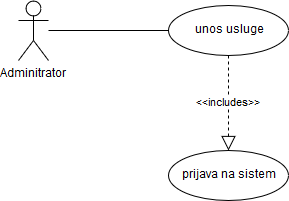 unos usluge
Adminitrator
<<includes>>
prijava na sistem